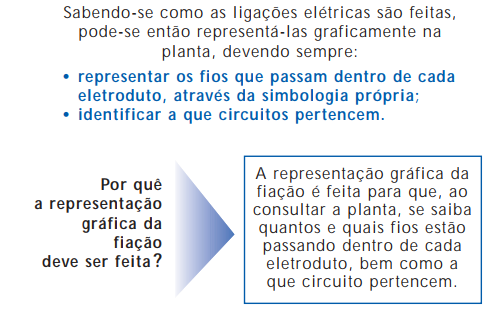 Sabendo-se como as ligações elétricas são feitas,
pode-se então representá-las graficamente na
planta, devendo sempre:
• representar os fios que passam dentro de cada
eletroduto, através da simbologia própria;
• identificar a que circuitos pertencem.
Por quê
a representação
gráfica da
fiação
deve ser feita?
A representação gráfica da
fiação é feita para que, ao
consultar a planta, se saiba
quantos e quais fios estão
passando dentro de cada
eletroduto, bem como a
que circuito pertencem.